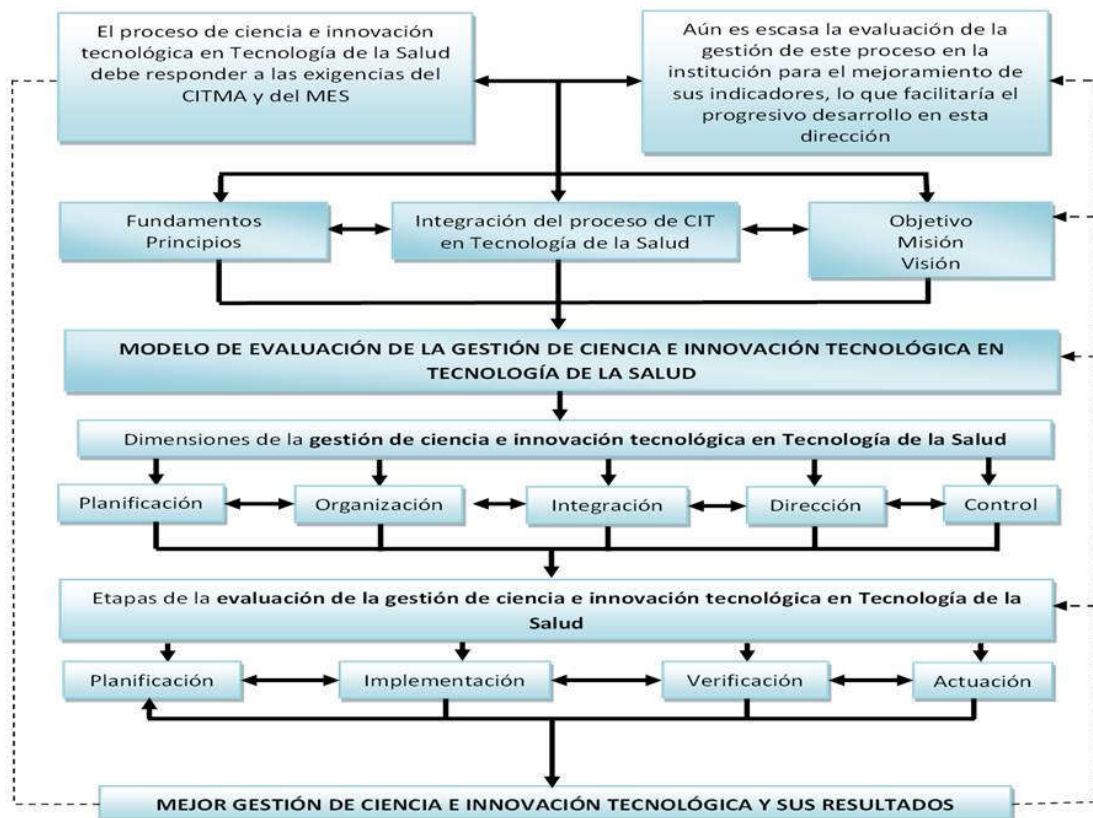 El proceso de ciencia e innovación
tecnológica en Tecnología de la Salud
debe responder a las exigencias del
CITMA y del MES
Aún es escasa la evaluación de la
gestión de este proceso en la
institución para el mejoramiento de
sus indicadores, lo que facilitaría el
progresivo desarrollo en esta
dirección
Fundamentos
Principios
Integración del proceso de CIT
en Tecnología de la Salud
Objetivo
Misión
Visión
MODELO DE EVALUACIÓN DE LA GESTIÓN DE CIENCIA E INNOVACIÓN TECNOLÓGICA EN
TECNOLOGÍA DE LA SALUD
Dimensiones de la gestión de ciencia e innovación tecnológica en Tecnología de la Salud
Planificación
Organización
Integración
Dirección
Control
Etapas de la evaluación de la gestión de ciencia e innovación tecnológica en Tecnología de la
Salud
Planificación
Implementación
Verificación
Actuación
MEJOR GESTIÓN DE CIENCIA E INNOVACIÓN TECNOLÓGICA Y SUS RESULTADOS